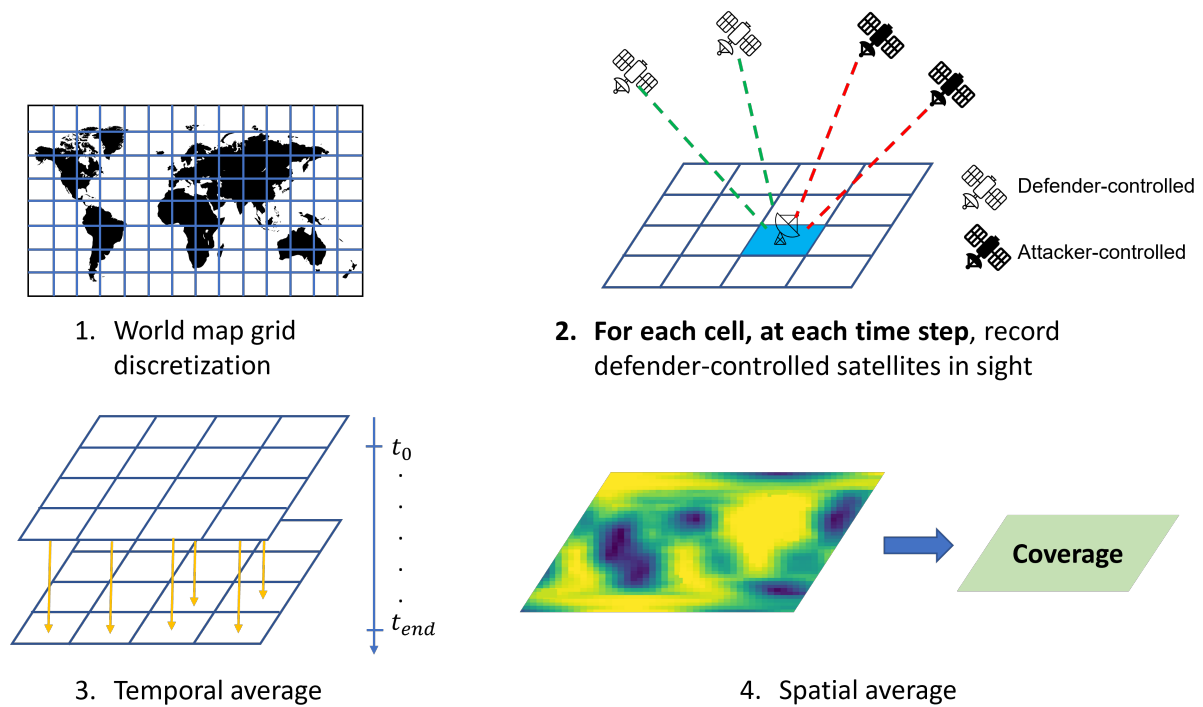 Defender-controlled
Attacker-controlled
1. World map grid
discretization
2. For each cell, at each time step, record
defender-controlled satellites in sight
t0
.
.
.
.
.
tend
3. Temporal average
Coverage
4. Spatial average